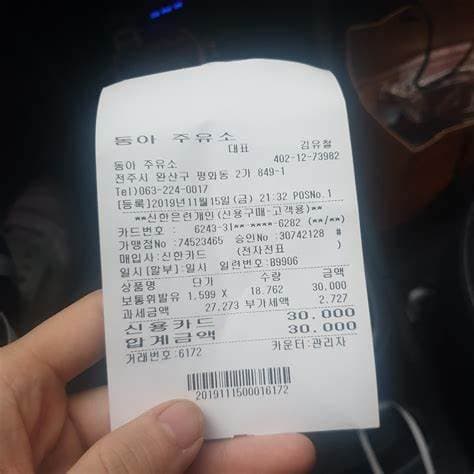 동아 주유소
대표 김유철
동아 주유소 402-12-73982
전주시 완산구 평화동 2가 849-1
Tel)063-224-0017
[등록]2019년11월15일(금) 21:32 POSNo.1
**신한은련개인(신용구매-고객용)**
카드번호 : 6243-31**-****-6282 (**/**)
가맹점No :74523465 승인No :30742128 #
매입사:신한카드 (전자전표 )
일시[할부]:일시 일련번호:B9906
상품명 단가 수량 금액
보통휘발유 1.599 X 18.762 30.000
과세금액 27.273 부가세액 2.727
신용카드 30.000
합계금액 30.000
거래번호:6172 카운터:관리자
2019111500016172